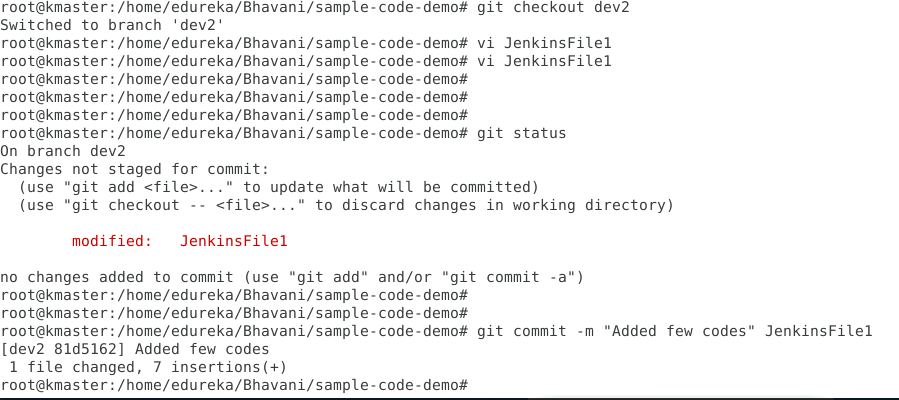 root@kmaster:/home/edureka/Bhavani/sample-code-demo# git checkout dev2
Switched to branch 'dev2'
root@kmaster:/home/edureka/Bhavani/sample-code-demo# vi JenkinsFile1
root@kmaster:/home/edureka/Bhavani/sample-code-demo# vi JenkinsFile1
root@kmaster:/home/edureka/Bhavani/sample-code-demo#
root@kmaster:/home/edureka/Bhavani/sample-code-demo#
root@kmaster:/home/edureka/Bhavani/sample-code-demo#
root@kmaster:/home/edureka/Bhavani/sample-code-demo# git status
On branch dev2
Changes not staged for commit:
  (use "git add <file>..." to update what will be committed)
  (use "git checkout -- <file>..." to discard changes in working directory)
        modified:   JenkinsFile1
no changes added to commit (use "git add" and/or "git commit -a")
root@kmaster:/home/edureka/Bhavani/sample-code-demo#
root@kmaster:/home/edureka/Bhavani/sample-code-demo#
root@kmaster:/home/edureka/Bhavani/sample-code-demo# git commit -m "Added few codes" JenkinsFile1
[dev2 81d5162] Added few codes
 1 file changed, 7 insertions(+)
root@kmaster:/home/edureka/Bhavani/sample-code-demo#